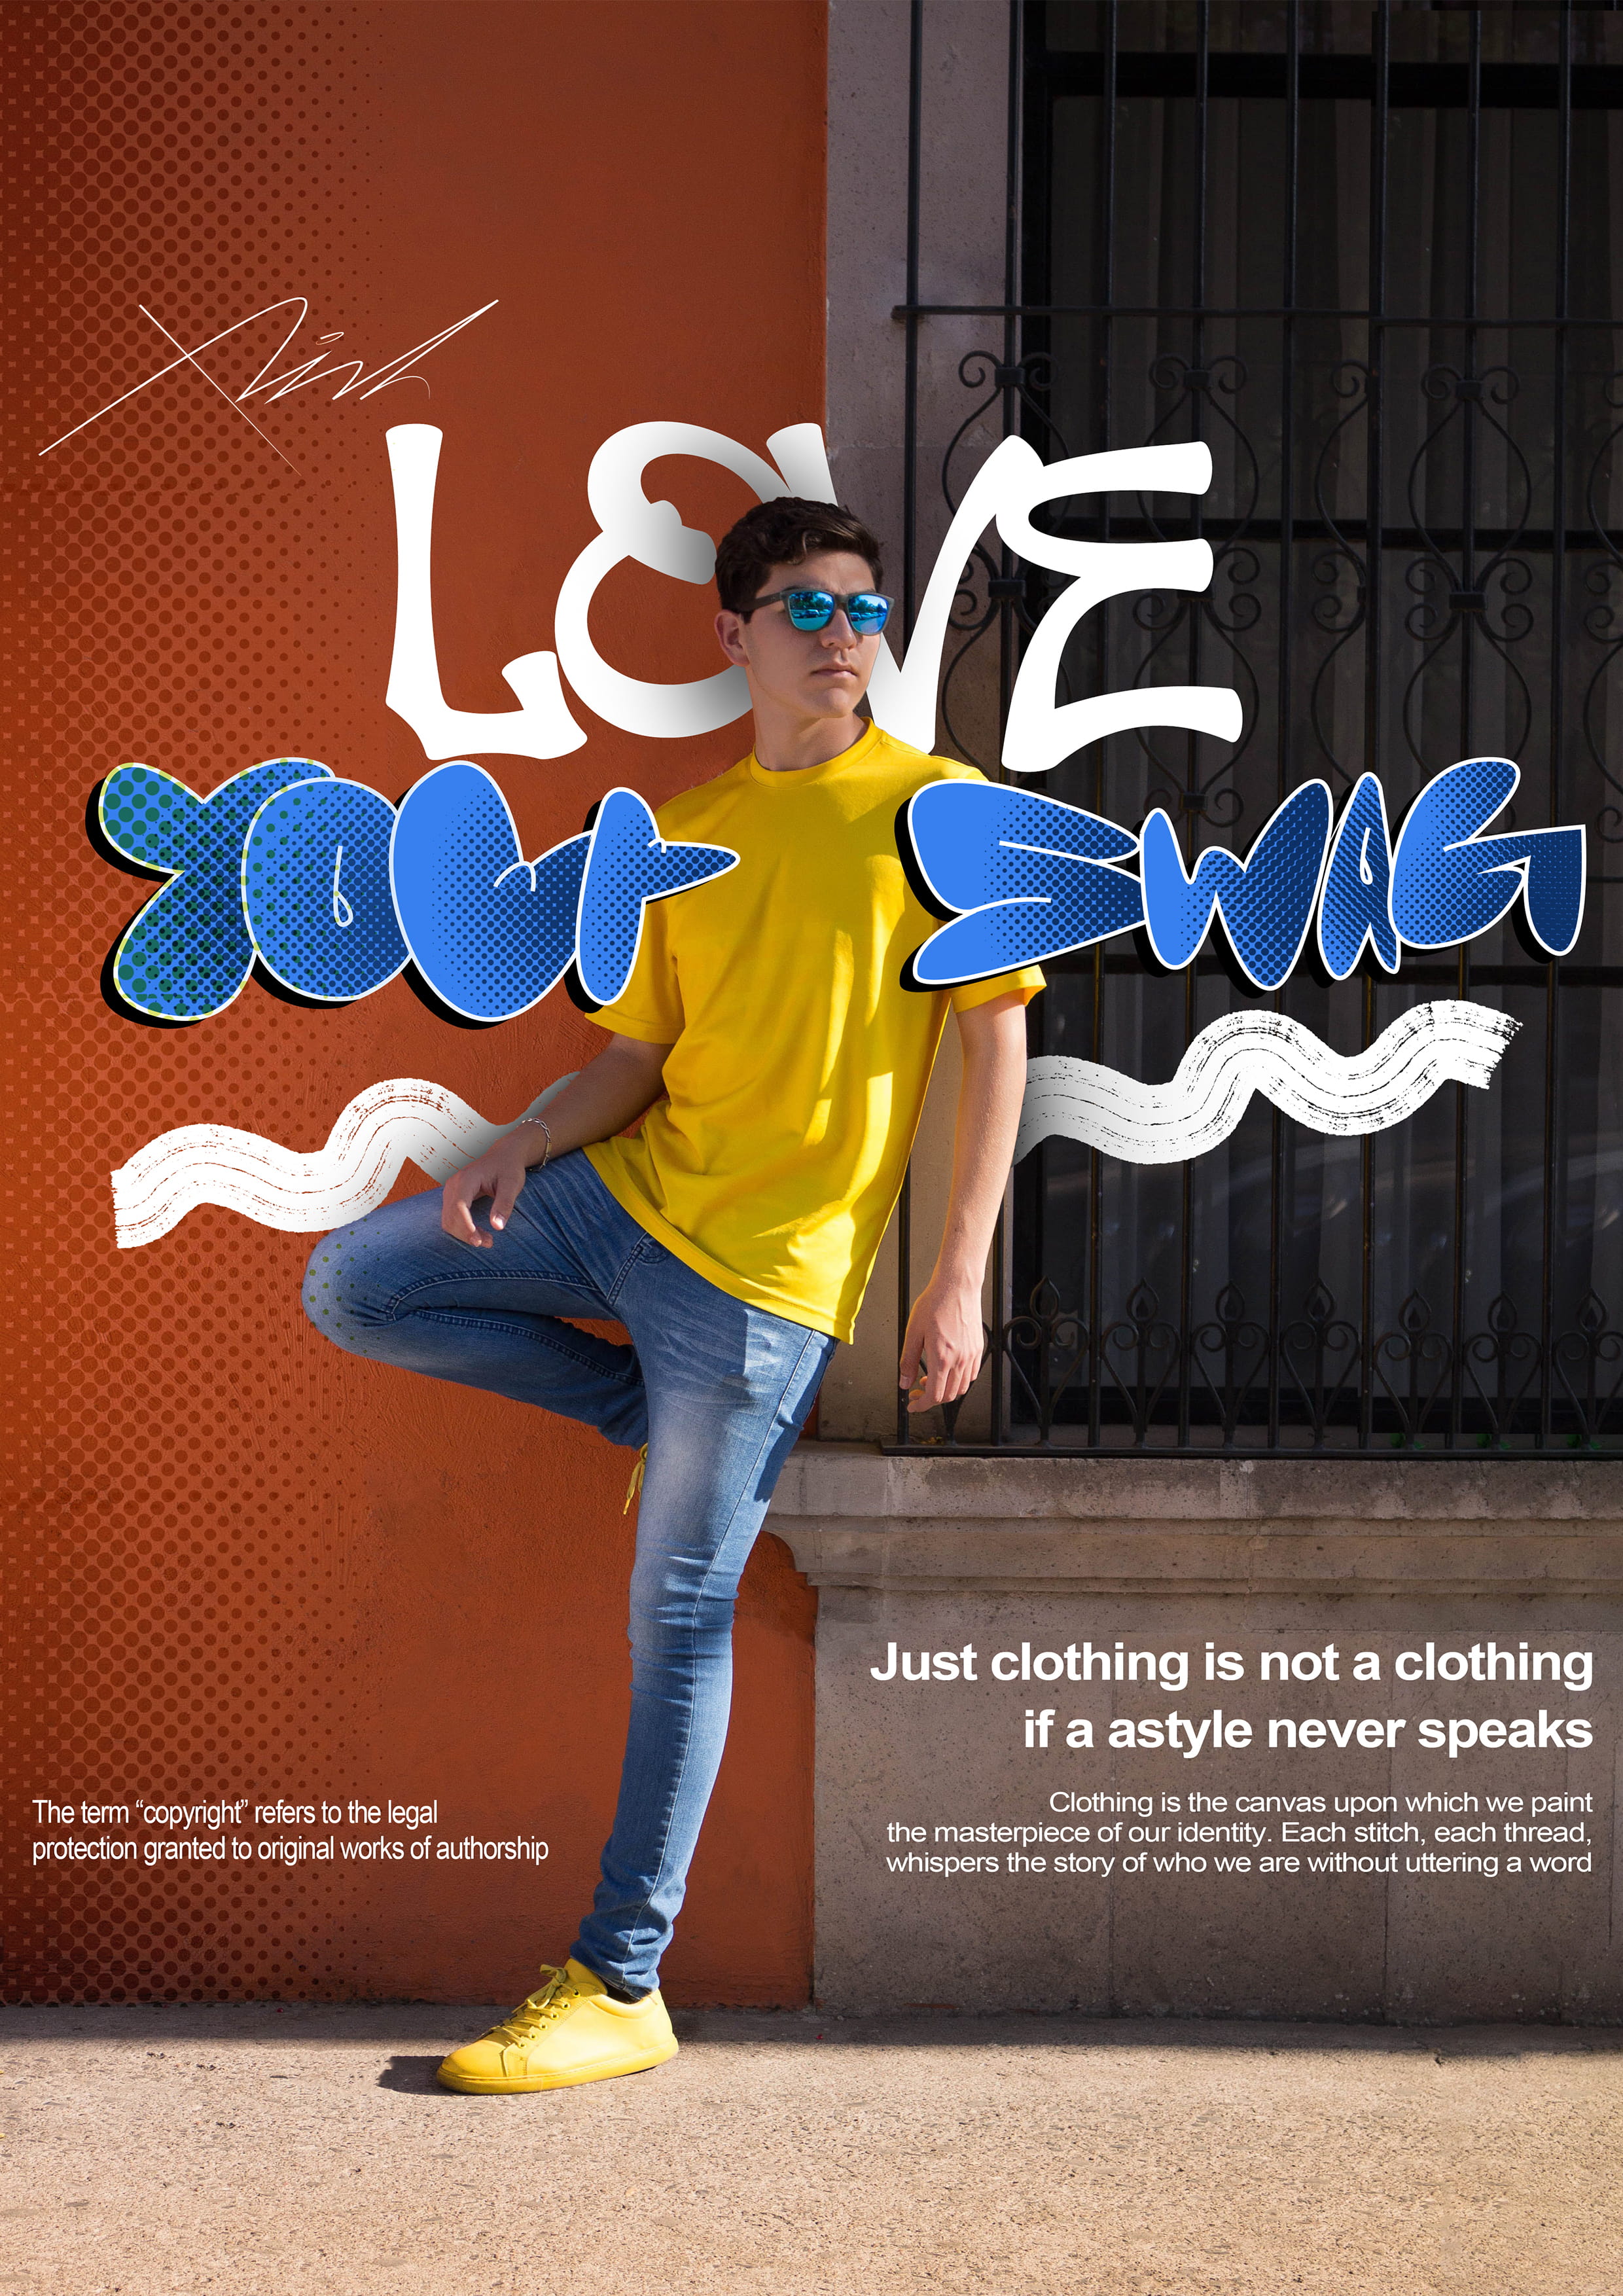 LOVE
YOUr SWAG
Just clothing is not a clothing
if a astyle never speaks
The term “copyright” refers to the legal
protection granted to original works of authorship
Clothing is the canvas upon which we paint
the masterpiece of our identity. Each stitch, each thread,
whispers the story of who we are without uttering a word